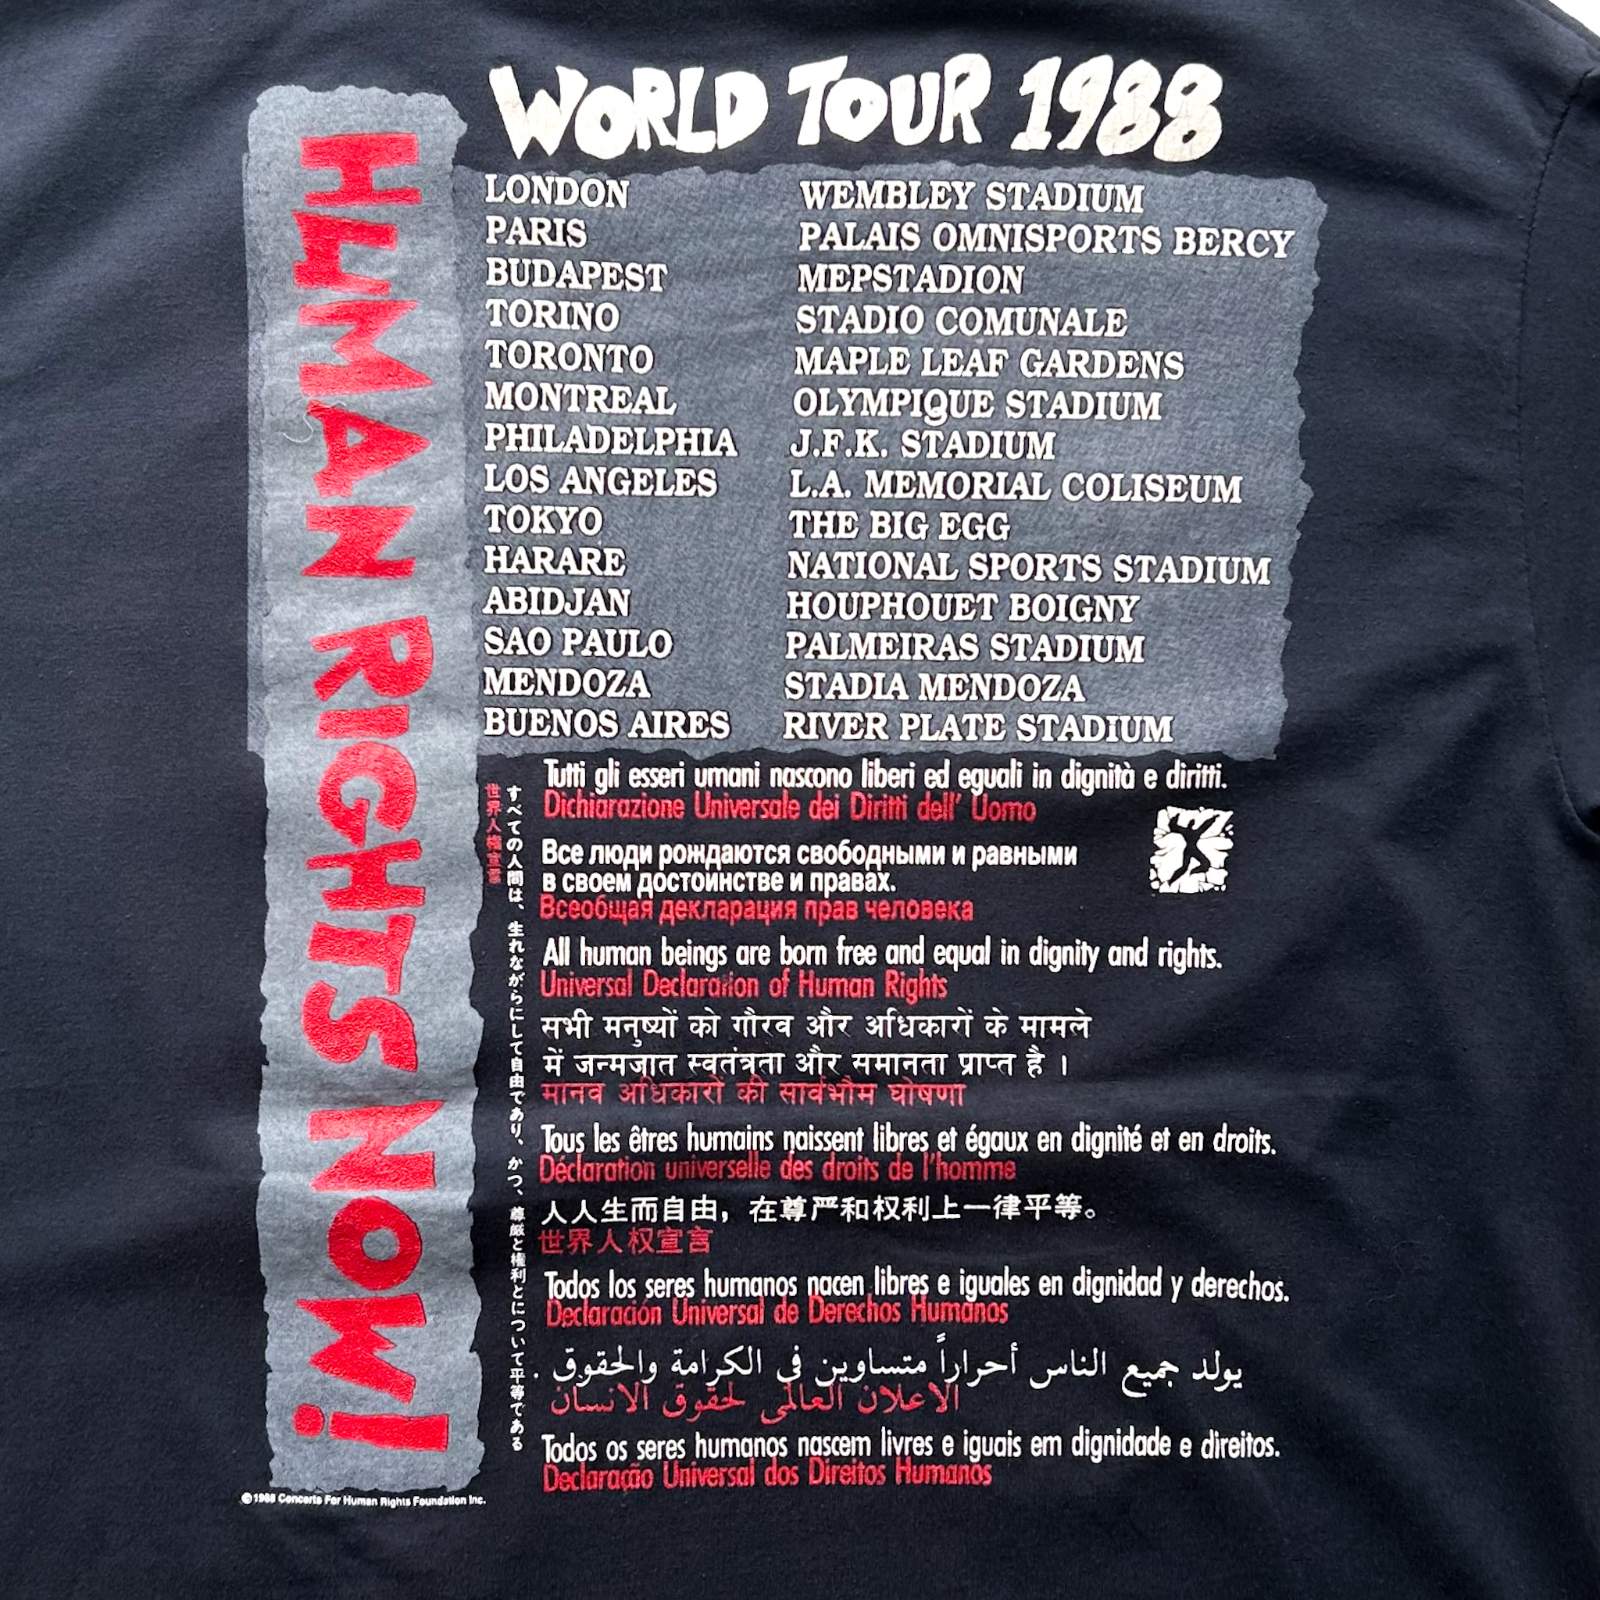 WORLD TOUR 1988
HUMAN RIGHTS NOW!
LONDON WEMBLEY STADIUM
PARIS PALAIS OMNISPORTS BERCY
BUDAPEST MEPSTADION
TORINO STADIO COMUNALE
TORONTO MAPLE LEAF GARDENS
MONTREAL OLYMPIQUE STADIUM
PHILADELPHIA J.F.K. STADIUM
LOS ANGELES L.A. MEMORIAL COLISEUM
TOKYO THE BIG EGG
HARARE NATIONAL SPORTS STADIUM
ABIDJAN HOUPHOUET BOIGNY
SAO PAULO PALMEIRAS STADIUM
MENDOZA STADIA MENDOZA
BUENOS AIRES RIVER PLATE STADIUM
すべての人間は、生れながらにして自由であり、かつ、尊厳と権利とについて平等である
世界人権宣言
Tutti gli esseri umani nascono liberi ed eguali in dignità e diritti.
Dichiarazione Universale dei Diritti dell' Uomo
Все люди рождаются свободными и равными
в своем достоинстве и правах.
Всеобщая декларация прав человека
All human beings are born free and equal in dignity and rights.
Universal Declaration of Human Rights
सभी मनुष्यों को गौरव और अधिकारों के मामले
में जन्मजात स्वतंत्रता और समानता प्राप्त है ।
मानव अधिकारों की सार्वभौम घोषणा
Tous les êtres humains naissent libres et égaux en dignité et en droits.
Déclaration universelle des droits de l'homme
人人生而自由，在尊严和权利上一律平等。
世界人权宣言
Todos los seres humanos nacen libres e iguales en dignidad y derechos.
Declaración Universal de Derechos Humanos
يولد جميع الناس أحراراً متساوين في الكرامة والحقوق .
الاعلان العالمى لحقوق الانسان
Todos os seres humanos nascem livres e iguais em dignidade e direitos.
Declaração Universal dos Direitos Humanos
©1988 Concerts For Human Rights Foundation Inc.